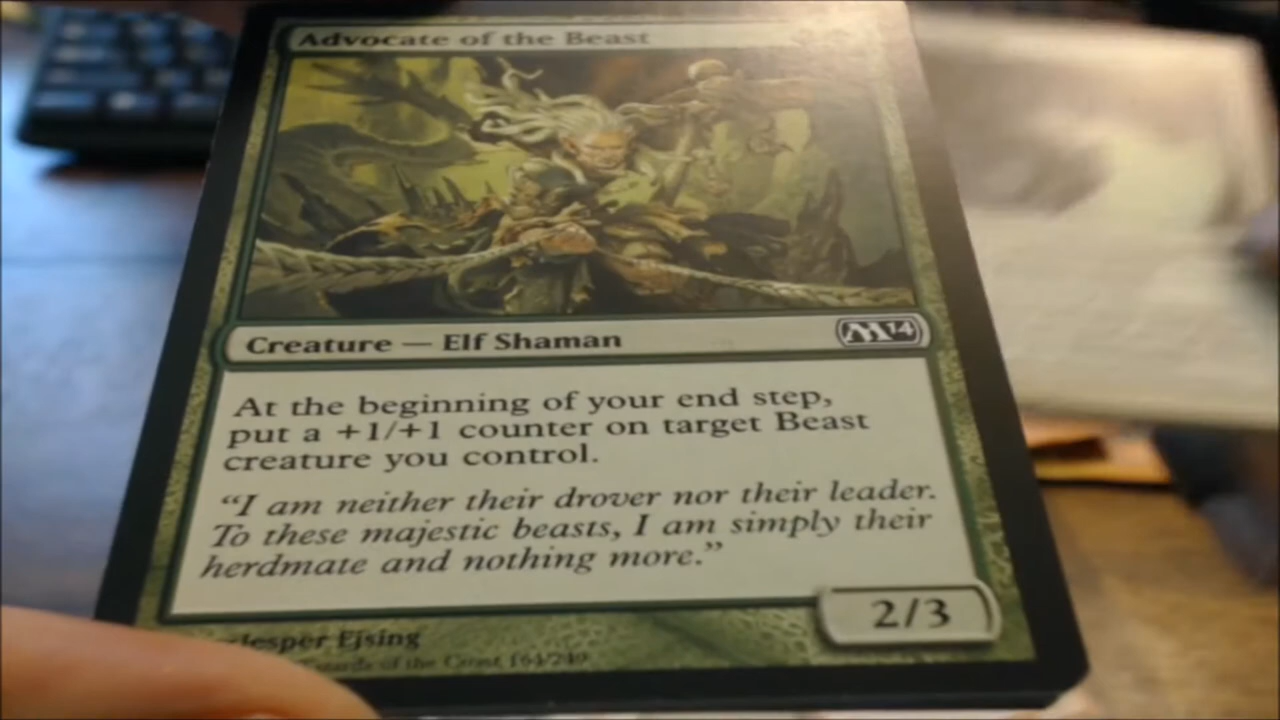 Advocate of the Beast
Creature — Elf Shaman
M14
At the beginning of your end step,
put a +1/+1 counter on target Beast
creature you control.
“I am neither their drover nor their leader.
To these majestic beasts, I am simply their
herdmate and nothing more.”
2/3
Jesper Ejsing
of the Coast 164/249